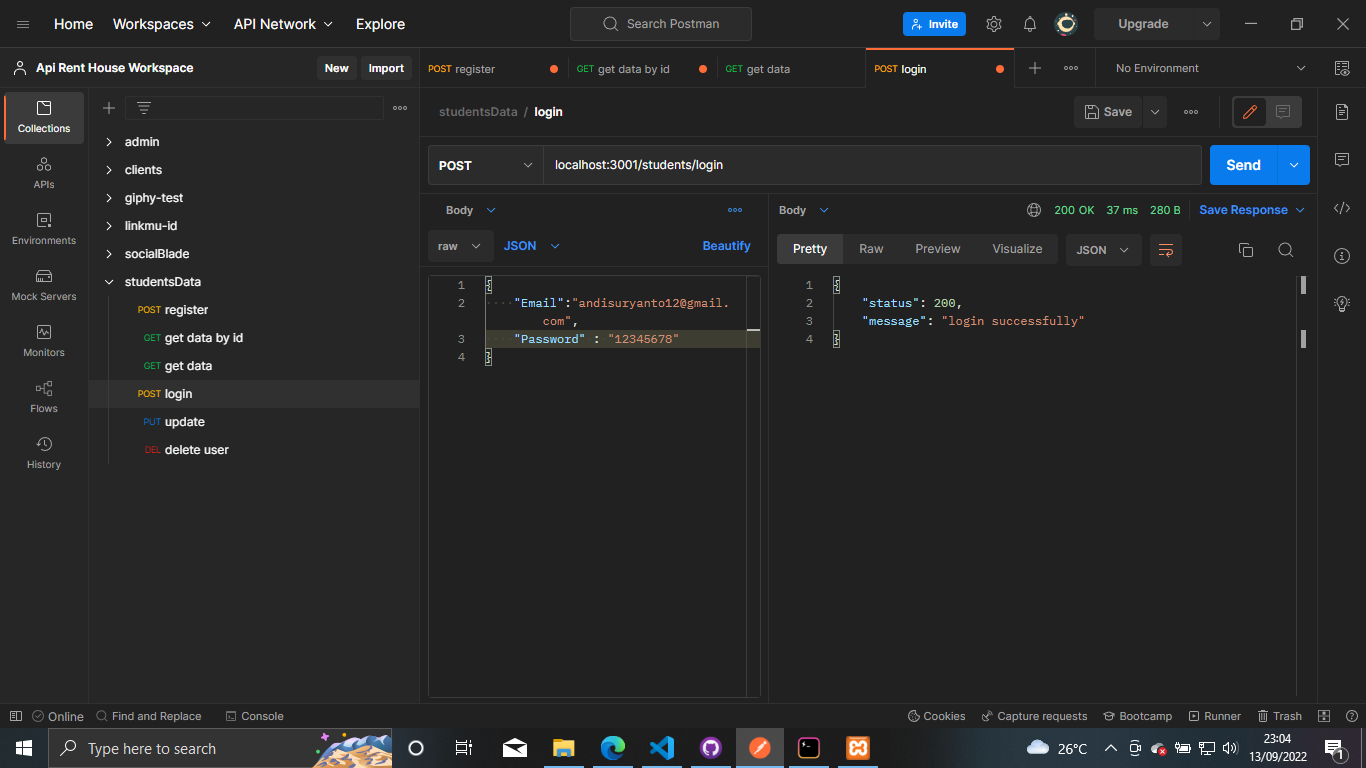 Home Workspaces API Network Explore Search Postman Invite Upgrade
Api Rent House Workspace New Import
POST register GET get data by id GET get data POST login No Environment
studentsData / login Save
POST localhost:3001/students/login Send
Collections
APIs
Environments
Mock Servers
Monitors
Flows
History
admin
clients
giphy-test
linkmu-id
socialBlade
studentsData
POST register
GET get data by id
GET get data
POST login
PUT update
DEL delete user
Body
raw JSON Beautify
1 {
2 "Email":"andisuryanto12@gmail.
com",
3 "Password" : "12345678"
4 }
Body 200 OK 37 ms 280 B Save Response
Pretty Raw Preview Visualize JSON
1 {
2 "status": 200,
3 "message": "login successfully"
4 }
Online Find and Replace Console Cookies Capture requests Bootcamp Runner Trash
Type here to search 26°C 23:04
13/09/2022 1